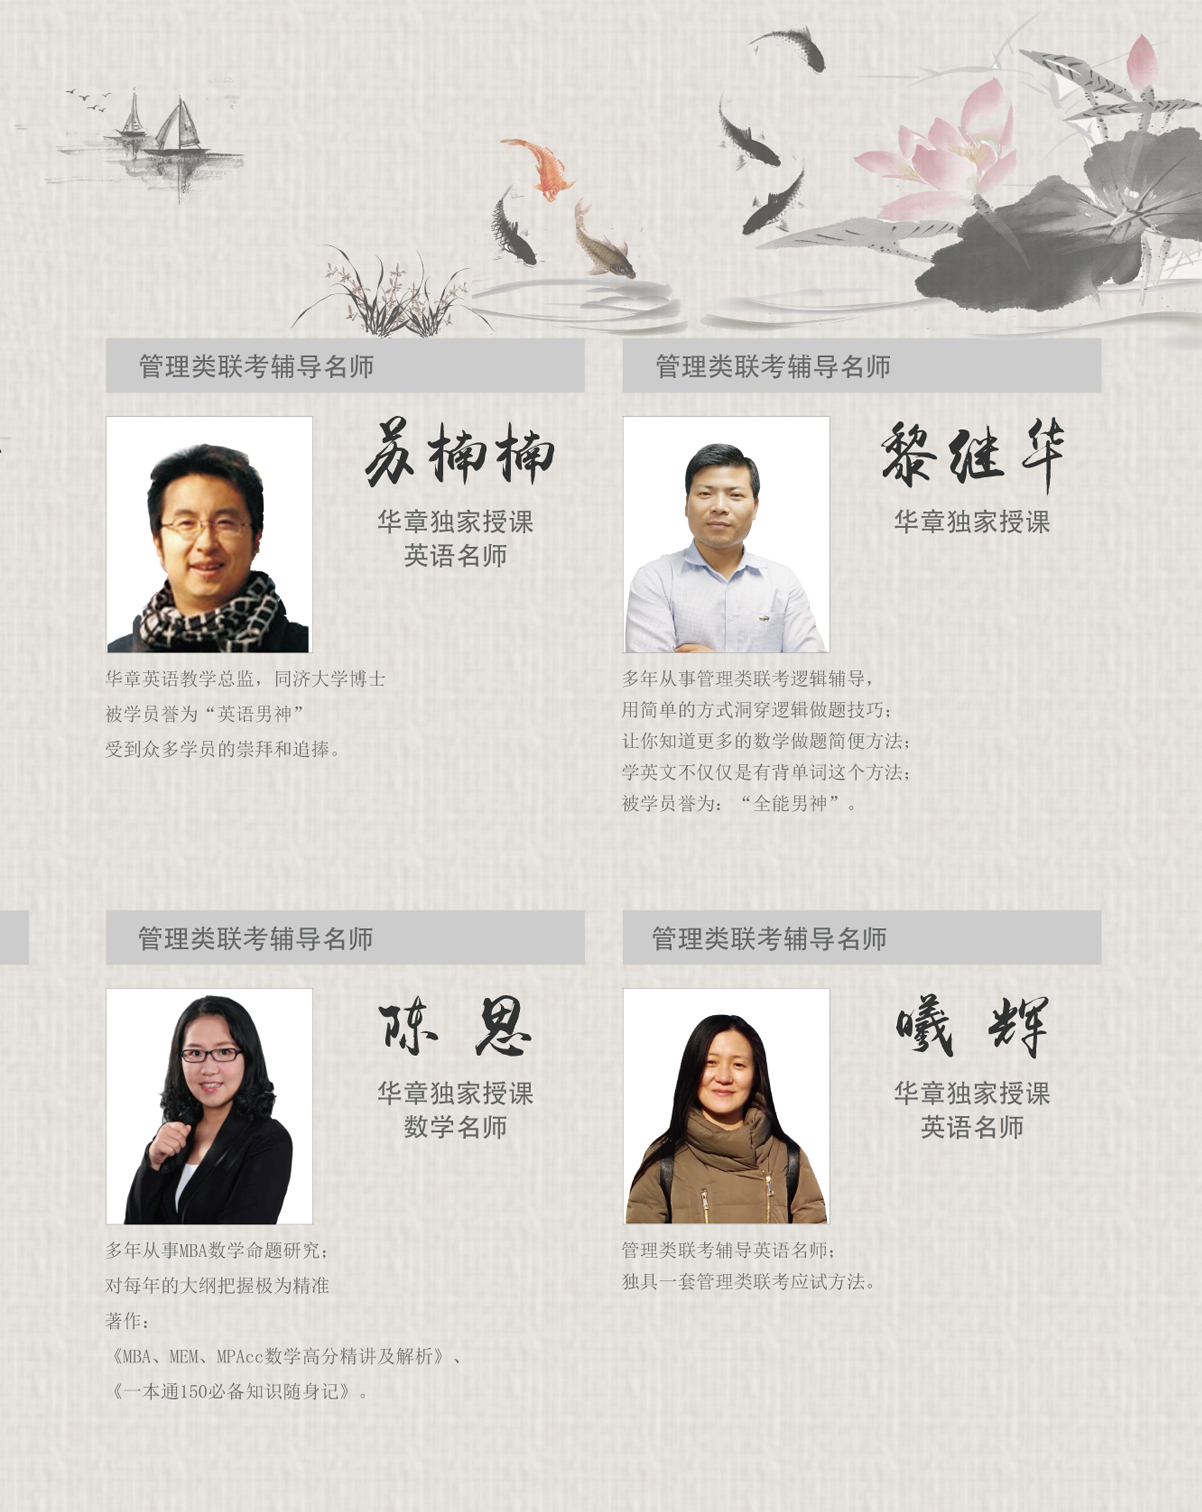 管理类联考辅导名师
苏楠楠
华章独家授课
英语名师
华章英语教学总监，同济大学博士
被学员誉为“英语男神”
受到众多学员的崇拜和追捧。
管理类联考辅导名师
黎继华
华章独家授课
多年从事管理类联考逻辑辅导，
用简单的方式洞穿逻辑做题技巧；
让你知道更多的数学做题简便方法；
学英文不仅仅是有背单词这个方法；
被学员誉为：“全能男神”。
管理类联考辅导名师
陈 思
华章独家授课
数学名师
多年从事MBA数学命题研究；
对每年的大纲把握极为精准
著作：
《MBA、MEM、MPAcc数学高分精讲及解析》、
《一本通150必备知识随身记》。
管理类联考辅导名师
曦 辉
华章独家授课
英语名师
管理类联考辅导英语名师；
独具一套管理类联考应试方法。